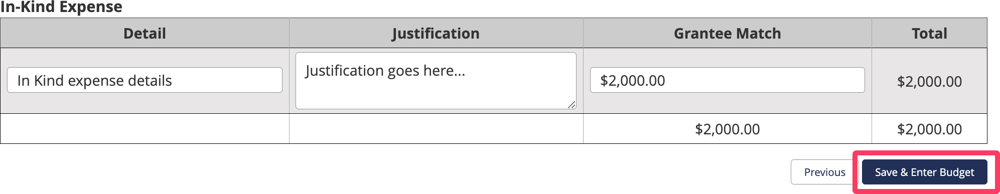 In-Kind Expense
Detail Justification Grantee Match Total
In Kind expense details Justification goes here... $2,000.00 $2,000.00
$2,000.00 $2,000.00
Previous Save & Enter Budget